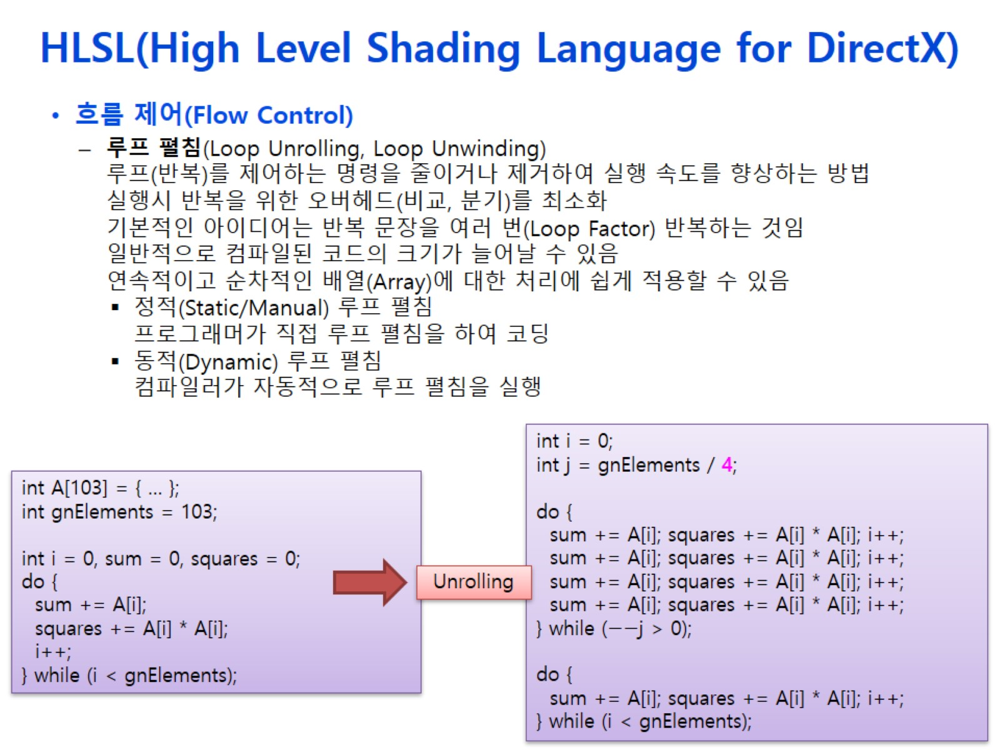 HLSL(High Level Shading Language for DirectX)
• 흐름 제어(Flow Control)
– 루프 펼침(Loop Unrolling, Loop Unwinding)
루프(반복)를 제어하는 명령을 줄이거나 제거하여 실행 속도를 향상하는 방법
실행시 반복을 위한 오버헤드(비교, 분기)를 최소화
기본적인 아이디어는 반복 문장을 여러 번(Loop Factor) 반복하는 것임
일반적으로 컴파일된 코드의 크기가 늘어날 수 있음
연속적이고 순차적인 배열(Array)에 대한 처리에 쉽게 적용할 수 있음
▪ 정적(Static/Manual) 루프 펼침
프로그래머가 직접 루프 펼침을 하여 코딩
▪ 동적(Dynamic) 루프 펼침
컴파일러가 자동적으로 루프 펼침을 실행
int A[103] = { ... };
int gnElements = 103;
int i = 0, sum = 0, squares = 0;
do {
sum += A[i];
squares += A[i] * A[i];
i++;
} while (i < gnElements);
Unrolling
int i = 0;
int j = gnElements / 4;
do {
sum += A[i]; squares += A[i] * A[i]; i++;
sum += A[i]; squares += A[i] * A[i]; i++;
sum += A[i]; squares += A[i] * A[i]; i++;
sum += A[i]; squares += A[i] * A[i]; i++;
} while (−−j > 0);
do {
sum += A[i]; squares += A[i] * A[i]; i++;
} while (i < gnElements);